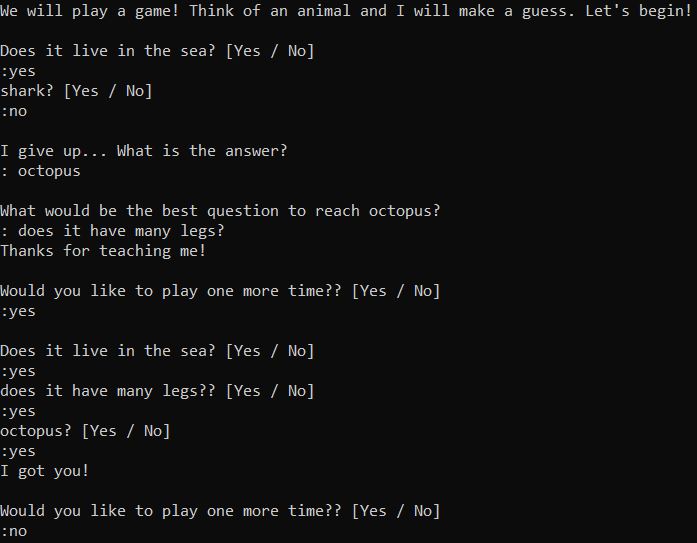 We will play a game! Think of an animal and I will make a guess. Let's begin!
Does it live in the sea? [Yes / No]
:yes
shark? [Yes / No]
:no
I give up... What is the answer?
: octopus
What would be the best question to reach octopus?
: does it have many legs?
Thanks for teaching me!
Would you like to play one more time?? [Yes / No]
:yes
Does it live in the sea? [Yes / No]
:yes
does it have many legs?? [Yes / No]
:yes
octopus? [Yes / No]
:yes
I got you!
Would you like to play one more time?? [Yes / No]
:no